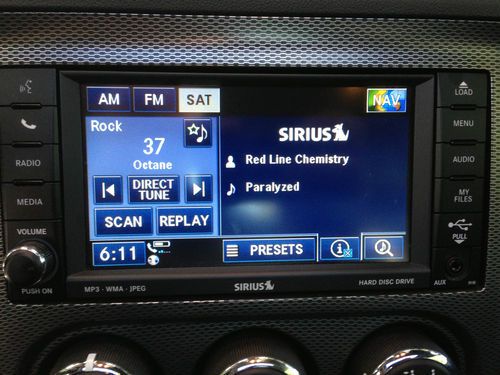 LOAD
AM FM SAT NAV
MENU
Rock
SIRIUS
37
Octane
Red Line Chemistry
RADIO
AUDIO
DIRECT
TUNE
Paralyzed
MEDIA
MY
FILES
SCAN REPLAY
VOLUME
PULL
6:11 PRESETS i
PUSH ON
MP3 · WMA · JPEG
SIRIUS
HARD DISC DRIVE
AUX